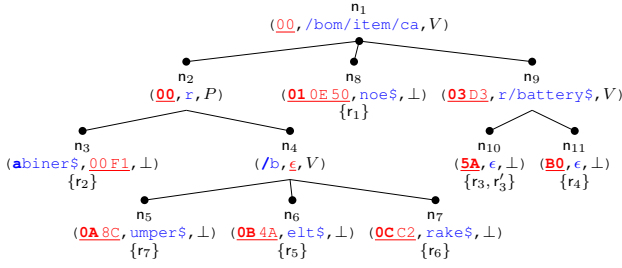 n₁
(00, /bom/item/ca, V)
n₂ n₈ n₉
(00, r, P) (01 0E 50, noe$, ⊥) (03 D3, r/battery$, V)
{r₁}
n₃ n₄ n₁₀ n₁₁
(abiner$, 00 F1, ⊥) (/b, ϵ, V) (5A, ϵ, ⊥) (B0, ϵ, ⊥)
{r₂} {r₃, r₃′} {r₄}
n₅ n₆ n₇
(0A 8C, umper$, ⊥) (0B 4A, elt$, ⊥) (0C C2, rake$, ⊥)
{r₇} {r₅} {r₆}